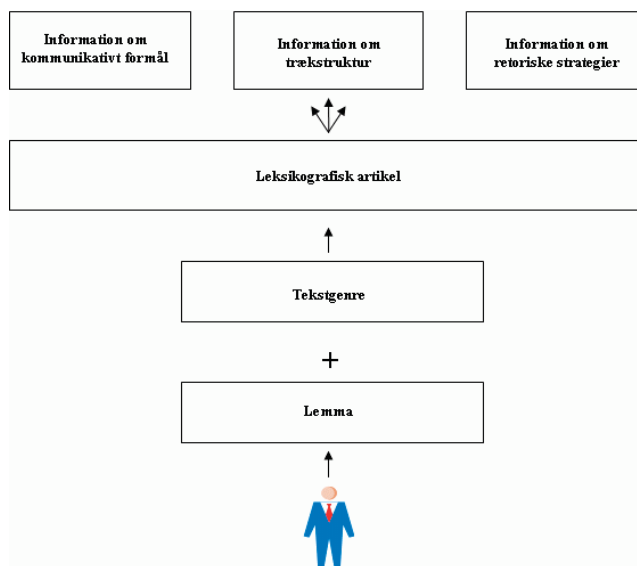 Information om
kommunikativt formål
Information om
trækstruktur
Information om
retoriske strategier
Leksikografisk artikel
Tekstgenre
+
Lemma